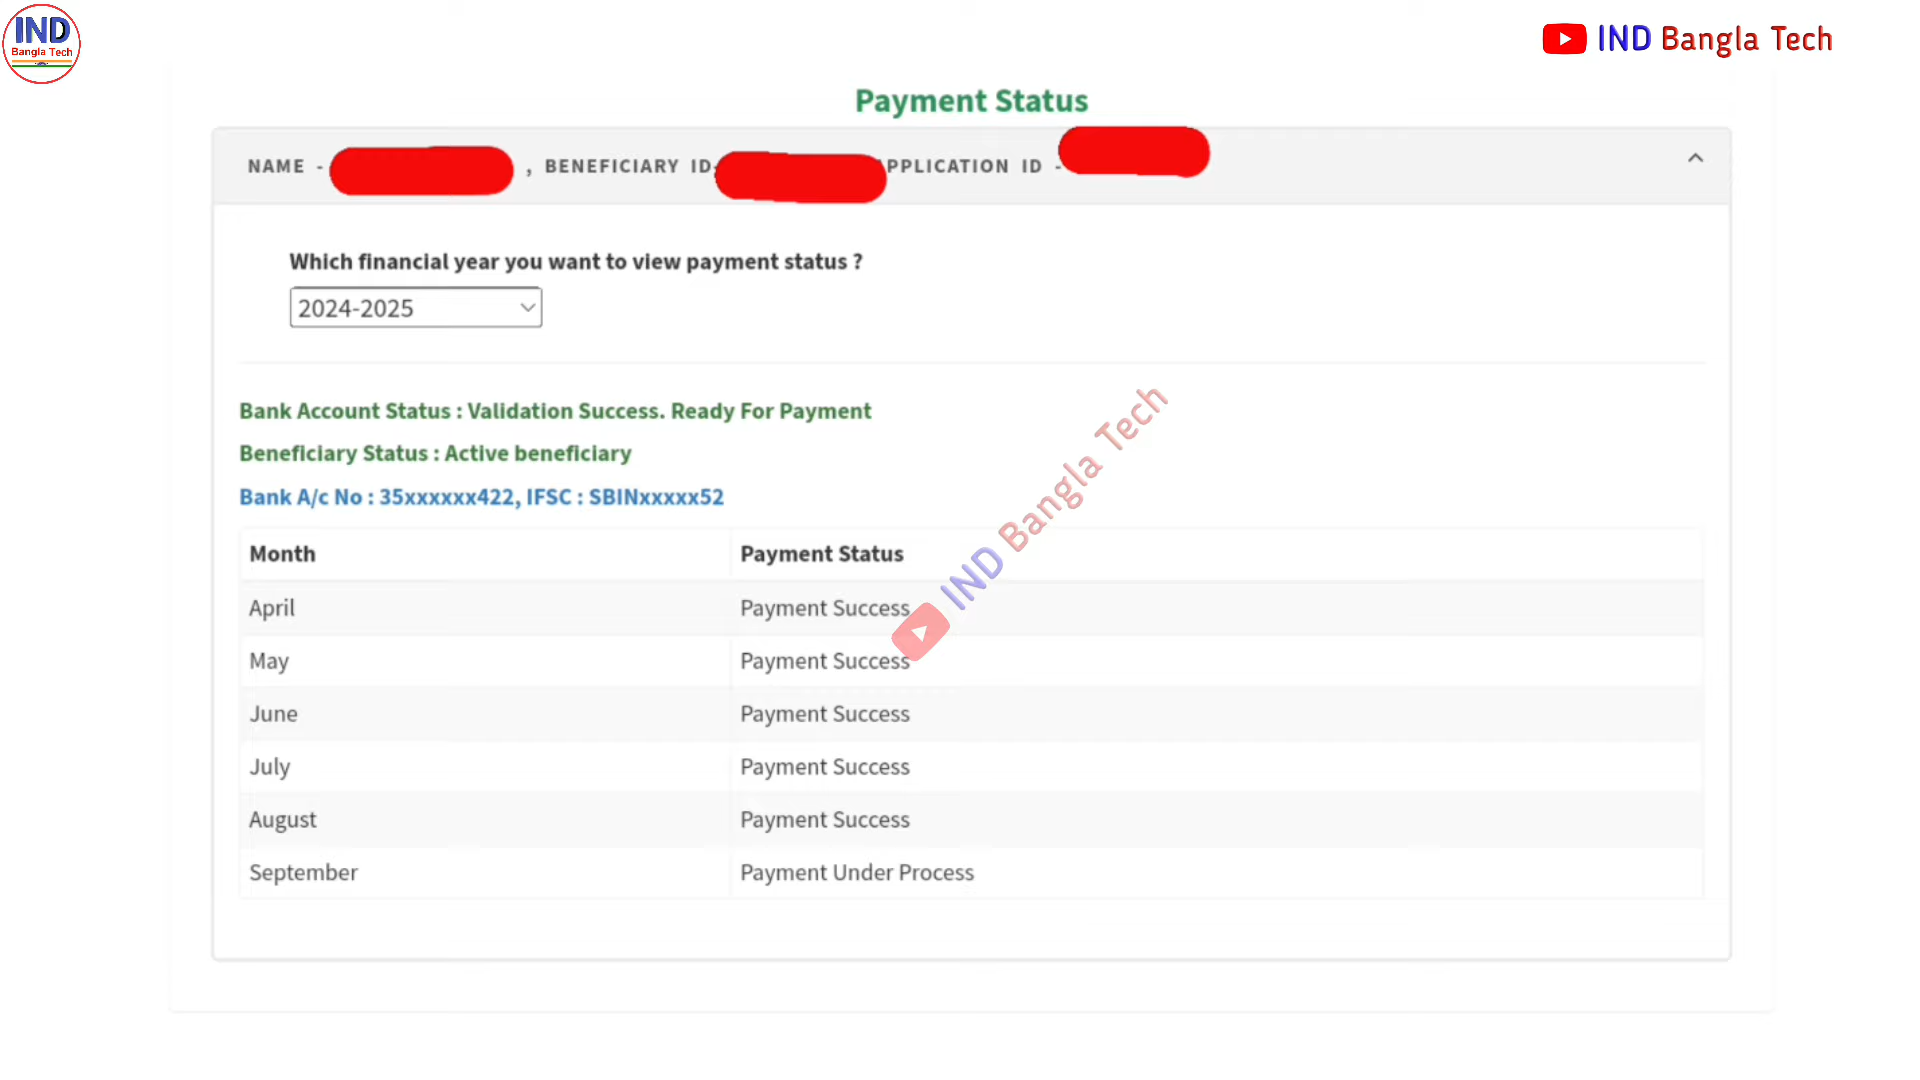 IND
Bangla Tech
IND Bangla Tech
Payment Status
NAME - , BENEFICIARY ID- APPLICATION ID -
Which financial year you want to view payment status ?
2024-2025
Bank Account Status : Validation Success. Ready For Payment
Beneficiary Status : Active beneficiary
Bank A/c No : 35xxxxxx422, IFSC : SBINxxxxx52
Month Payment Status
April Payment Success
May Payment Success
June Payment Success
July Payment Success
August Payment Success
September Payment Under Process
IND Bangla Tech